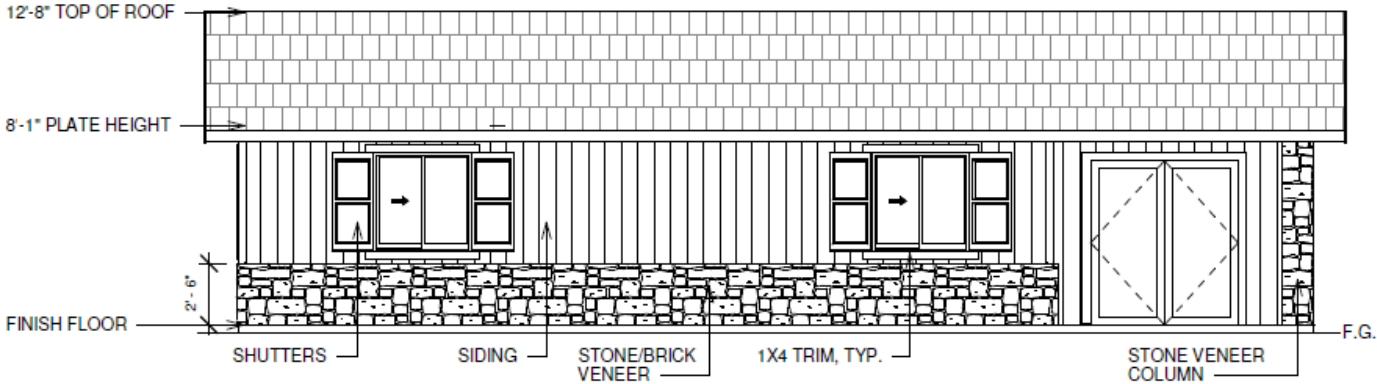 12'-8" TOP OF ROOF
8'-1" PLATE HEIGHT
2' - 6"
FINISH FLOOR
F.G.
SHUTTERS
SIDING
STONE/BRICK
VENEER
1X4 TRIM, TYP.
STONE VENEER
COLUMN